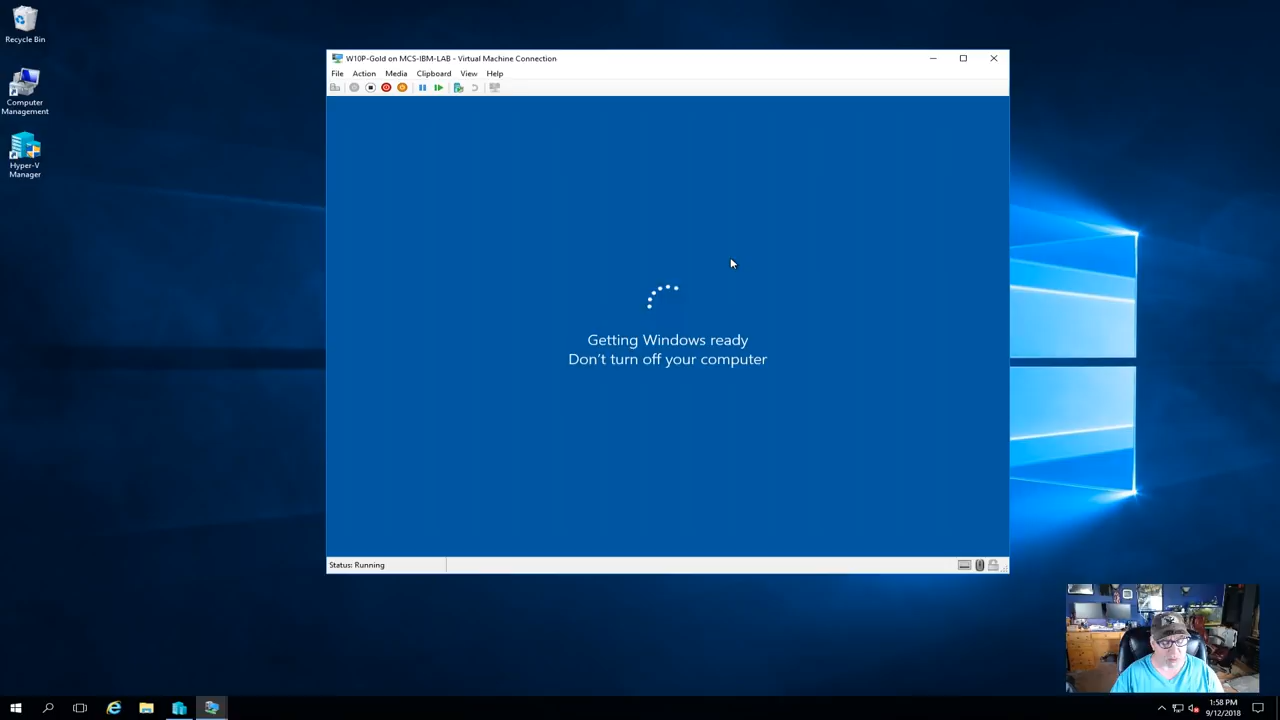 Recycle Bin
Computer
Management
Hyper-V
Manager
W10P-Gold on MCS-IBM-LAB - Virtual Machine Connection
File Action Media Clipboard View Help
Getting Windows ready
Don't turn off your computer
Status: Running
1:58 PM
9/12/2018